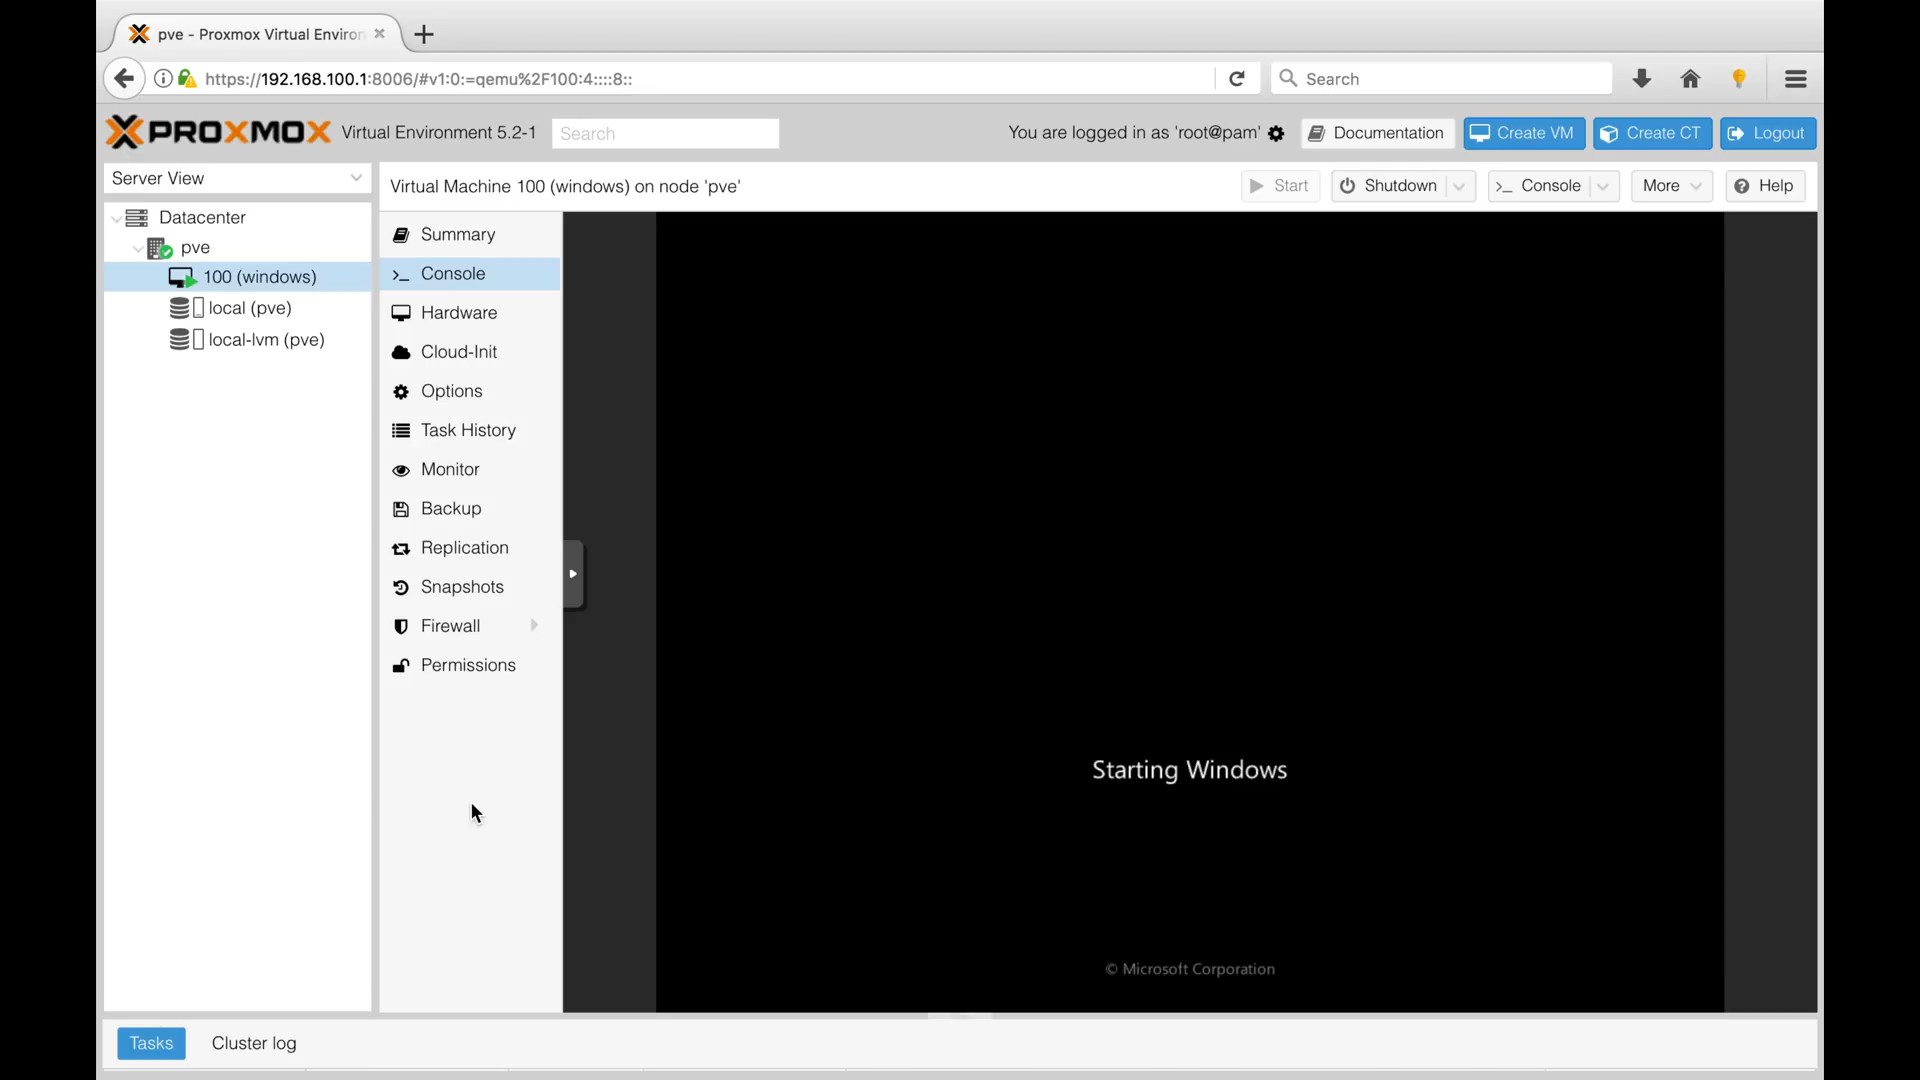 pve - Proxmox Virtual Environ
https://192.168.100.1:8006/#v1:0:=qemu%2F100:4::::8::
Search
PROXMOX
Virtual Environment 5.2-1
Search
You are logged in as 'root@pam'
Documentation
Create VM
Create CT
Logout
Server View
Virtual Machine 100 (windows) on node 'pve'
Start
Shutdown
Console
More
Help
Datacenter
pve
100 (windows)
local (pve)
local-lvm (pve)
Summary
Console
Hardware
Cloud-Init
Options
Task History
Monitor
Backup
Replication
Snapshots
Firewall
Permissions
Starting Windows
© Microsoft Corporation
Tasks
Cluster log